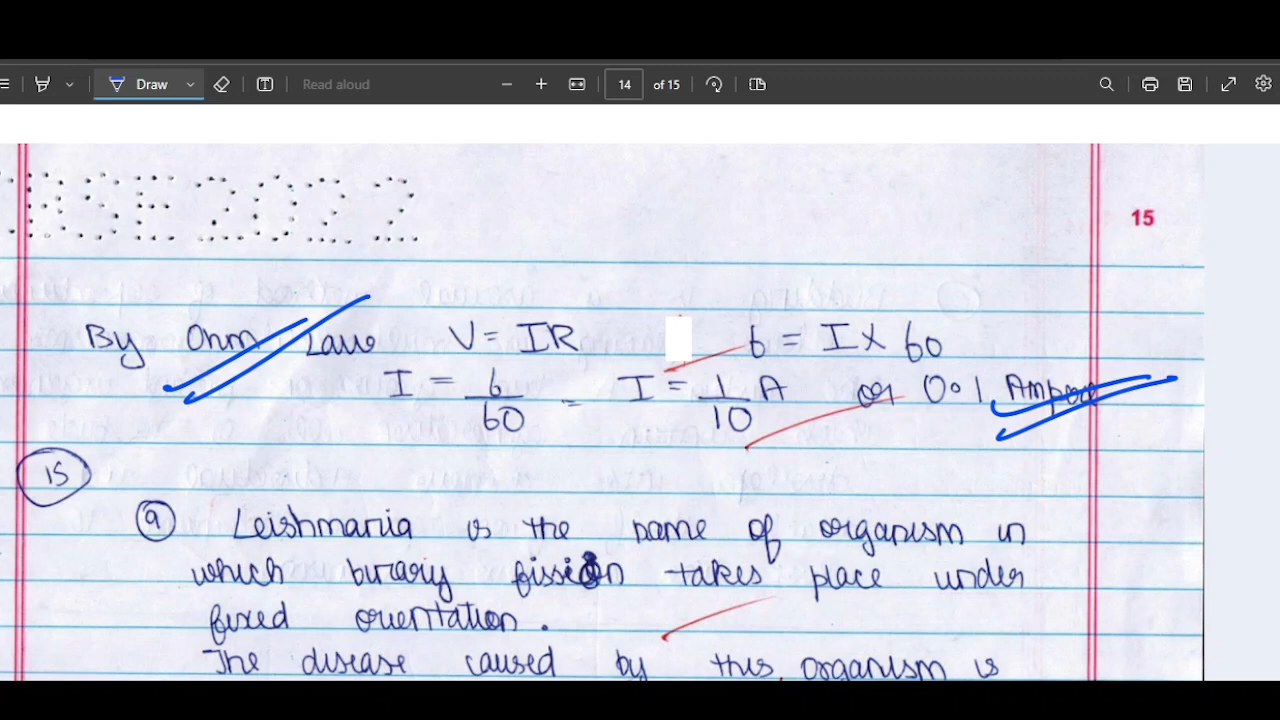 Draw
Read aloud
14 of 15
CBSE2022
15
By Ohm Law V = IR 6 = I X 60
I = 6/60 = I = 1/10 A or 0.1 Ampere
15
a Leishmania is the name of organism in
which binary fission takes place under
fixed orientation.
The disease caused by this organism is